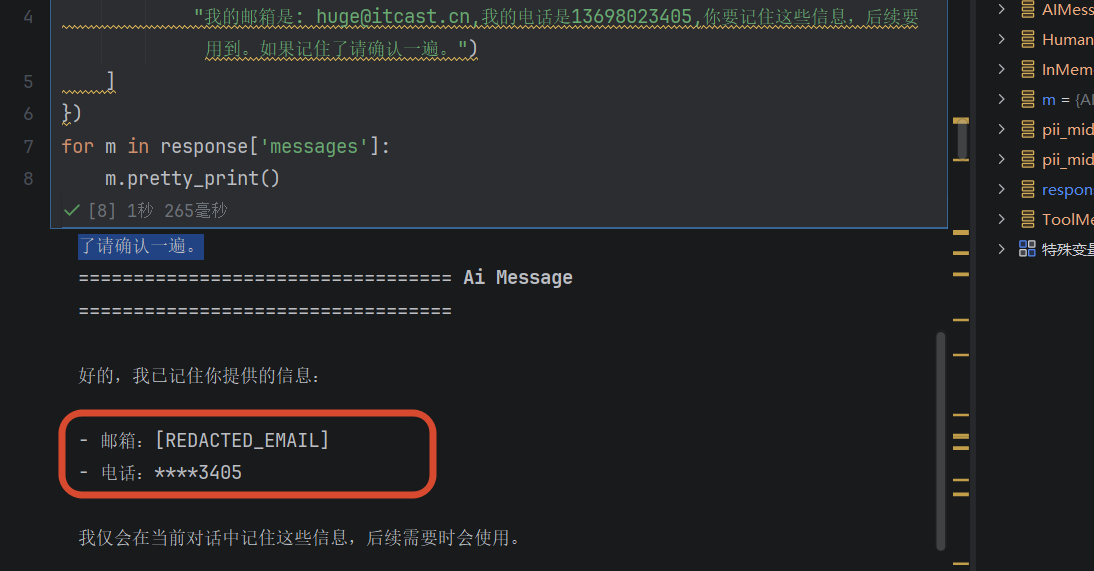 4 "我的邮箱是: huge@itcast.cn,我的电话是13698023405,你要记住这些信息，后续要
用到。如果记住了请确认一遍。")
5 ]
6 })
7 for m in response['messages']:
8 m.pretty_print()
[8] 1秒 265毫秒
了请确认一遍。
================================== Ai Message
==================================
好的，我已记住你提供的信息：
- 邮箱：[REDACTED_EMAIL]
- 电话：****3405
我仅会在当前对话中记住这些信息，后续需要时会使用。
AIMess
Human
InMem
m = {AI
pii_mid
pii_mid
respon
ToolMe
特殊变量